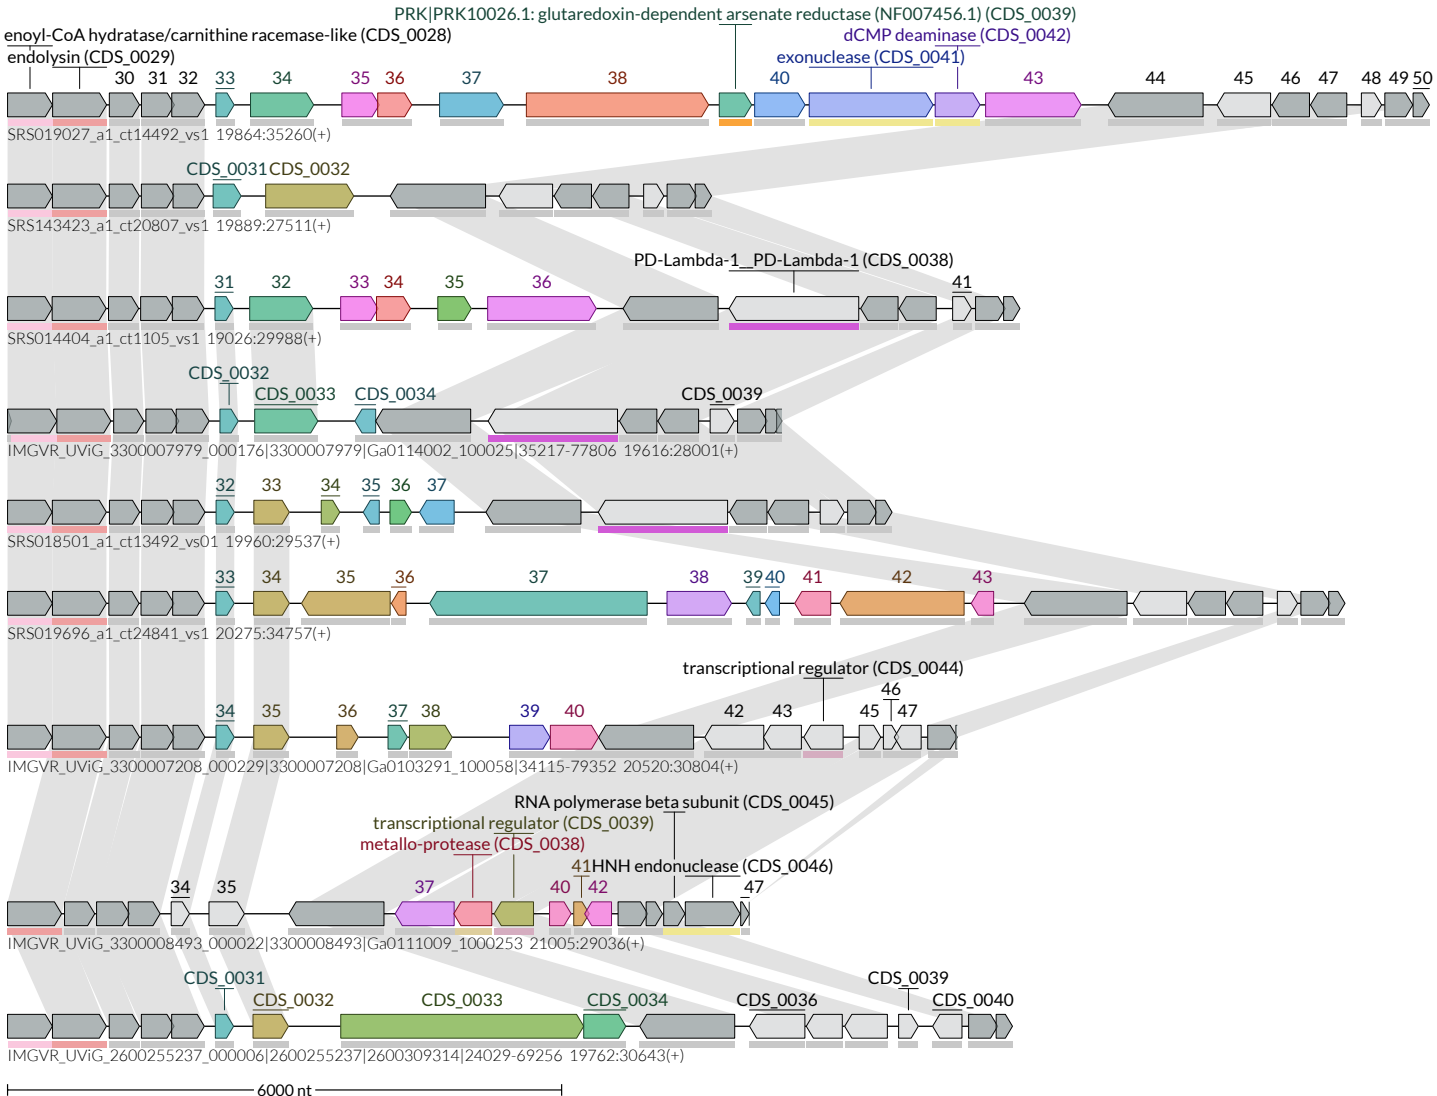 PRK|PRK10026.1: glutaredoxin-dependent arsenate reductase (NF007456.1) (CDS_0039)
enoyl-CoA hydratase/carnithine racemase-like (CDS_0028) dCMP deaminase (CDS_0042)
endolysin (CDS_0029) exonuclease (CDS_0041)
30 31 32 33 34 35 36 37 38 40 43 44 45 46 47 48 49 50
SRS019027_a1_ct14492_vs1 19864:35260(+)
CDS_0031 CDS_0032
SRS143423_a1_ct20807_vs1 19889:27511(+)
PD-Lambda-1__PD-Lambda-1 (CDS_0038)
31 32 33 34 35 36 41
SRS014404_a1_ct1105_vs1 19026:29988(+)
CDS_0032
CDS_0033 CDS_0034 CDS_0039
IMGVR_UViG_3300007979_000176|3300007979|Ga0114002_100025|35217-77806 19616:28001(+)
32 33 34 35 36 37
SRS018501_a1_ct13492_vs01 19960:29537(+)
33 34 35 36 37 38 39 40 41 42 43
SRS019696_a1_ct24841_vs1 20275:34757(+)
transcriptional regulator (CDS_0044)
46
34 35 36 37 38 39 40 42 43 45 47
IMGVR_UViG_3300007208_000229|3300007208|Ga0103291_100058|34115-79352 20520:30804(+)
RNA polymerase beta subunit (CDS_0045)
transcriptional regulator (CDS_0039)
metallo-protease (CDS_0038)
41 HNH endonuclease (CDS_0046)
34 35 37 40 42 47
IMGVR_UViG_3300008493_000022|3300008493|Ga0111009_1000253 21005:29036(+)
CDS_0031 CDS_0039
CDS_0032 CDS_0033 CDS_0034 CDS_0036 CDS_0040
IMGVR_UViG_2600255237_000006|2600255237|2600309314|24029-69256 19762:30643(+)
6000 nt